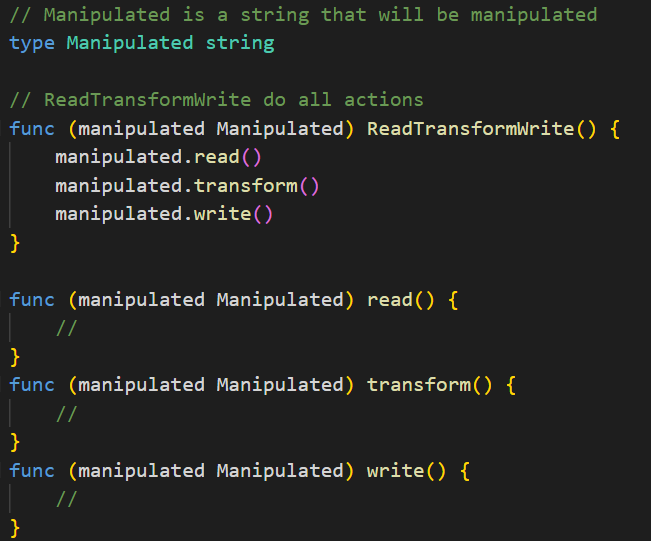 // Manipulated is a string that will be manipulated
type Manipulated string
// ReadTransformWrite do all actions
func (manipulated Manipulated) ReadTransformWrite() {
manipulated.read()
manipulated.transform()
manipulated.write()
}
func (manipulated Manipulated) read() {
//
}
func (manipulated Manipulated) transform() {
//
}
func (manipulated Manipulated) write() {
//
}